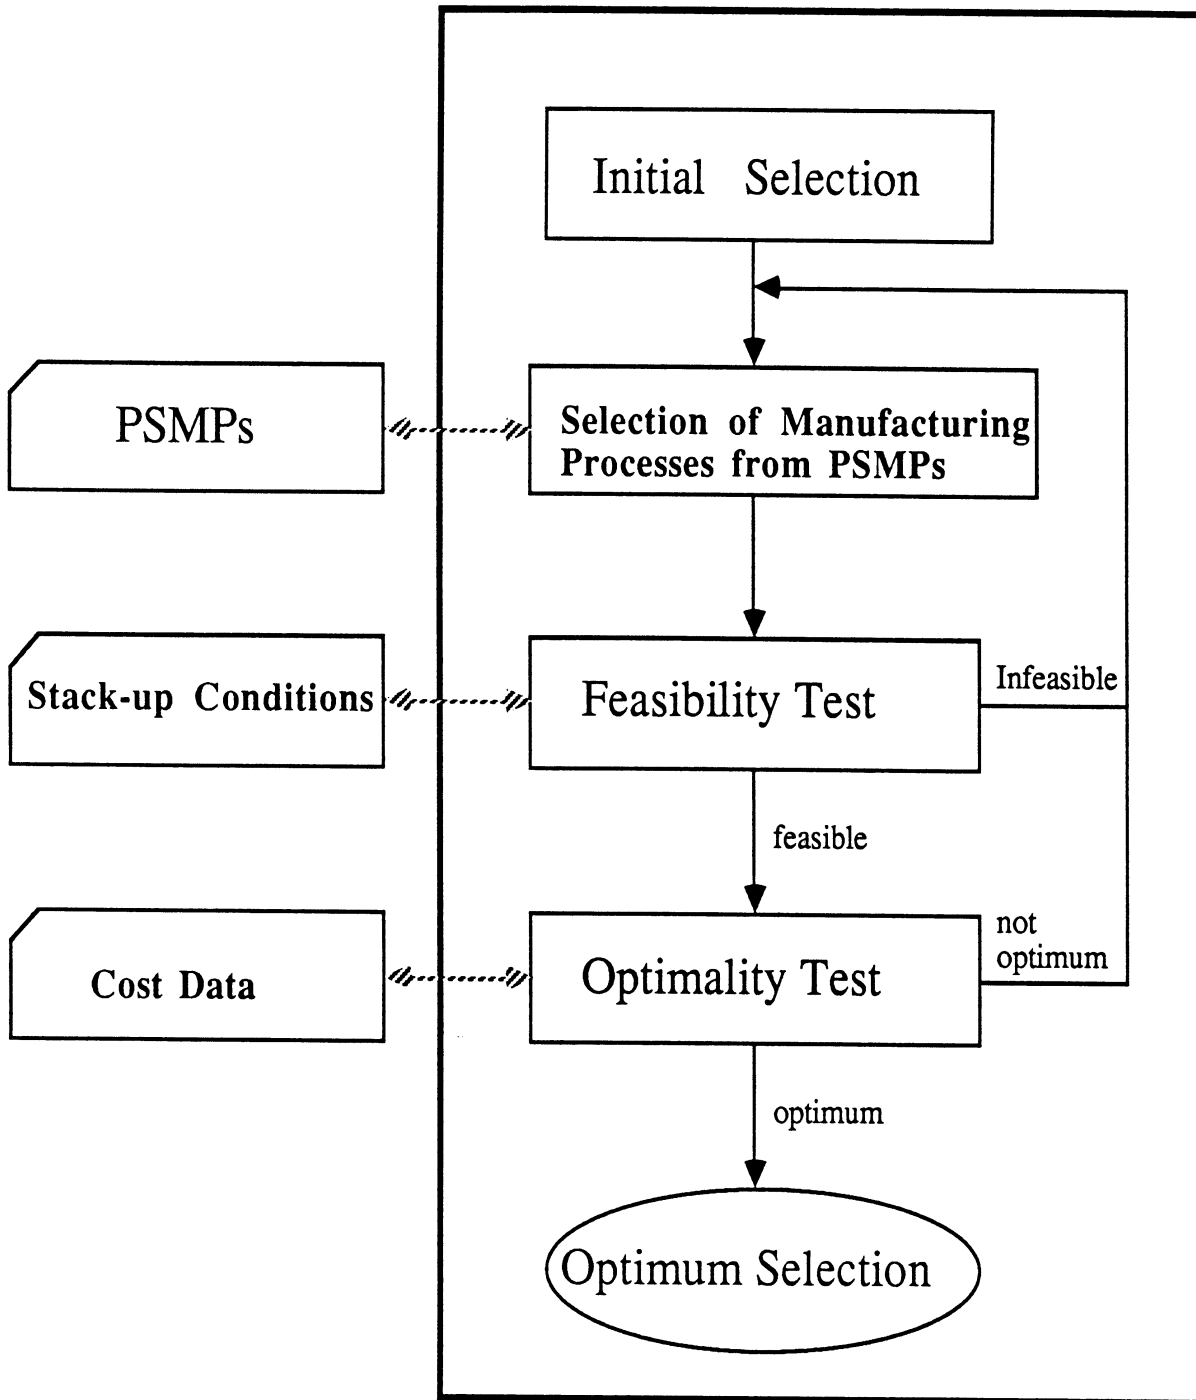 Initial Selection
PSMPs
Selection of Manufacturing
Processes from PSMPs
Stack-up Conditions
Feasibility Test
Infeasible
feasible
Cost Data
Optimality Test
not
optimum
optimum
Optimum Selection